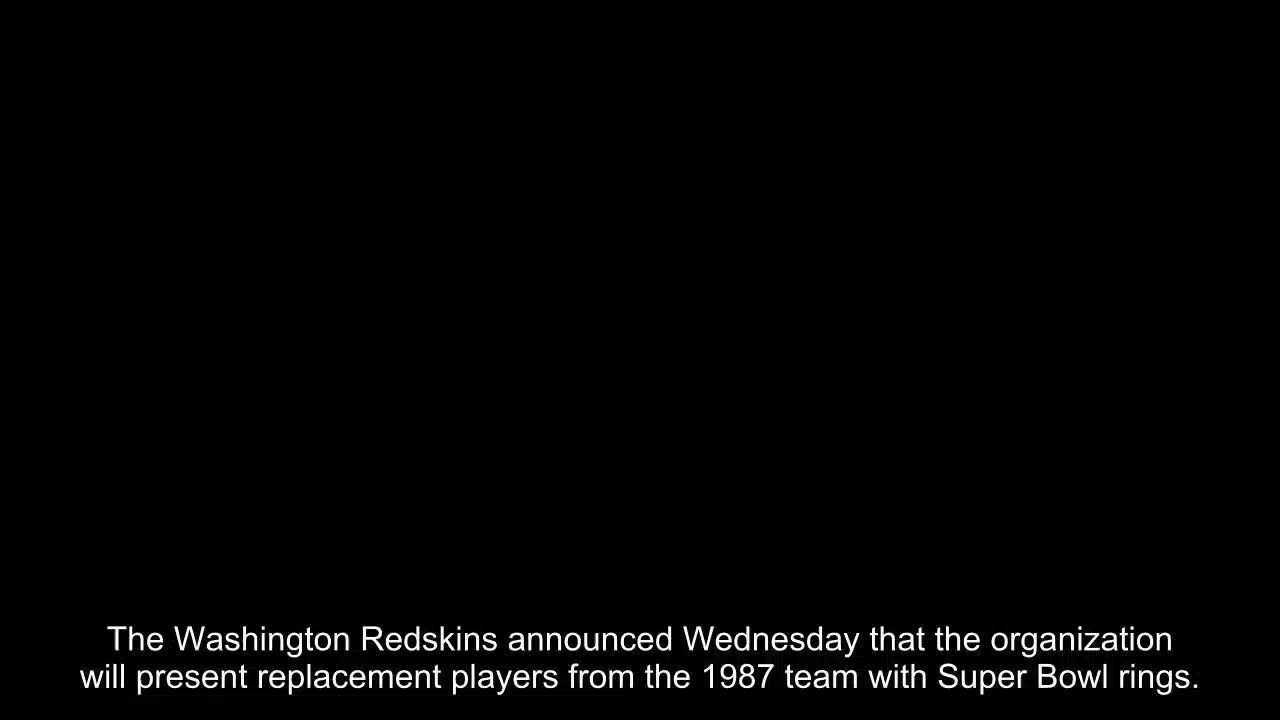 The Washington Redskins announced Wednesday that the organization
will present replacement players from the 1987 team with Super Bowl rings.